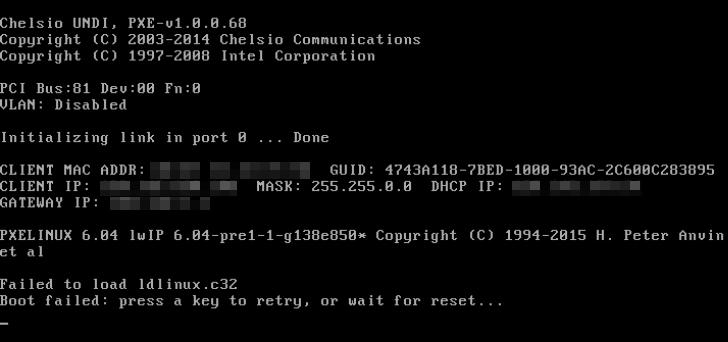 Chelsio UNDI, PXE-v1.0.0.68
Copyright (C) 2003-2014 Chelsio Communications
Copyright (C) 1997-2008 Intel Corporation
PCI Bus:81 Dev:00 Fn:0
VLAN: Disabled
Initializing link in port 0 ... Done
CLIENT MAC ADDR: GUID: 4743A118-7BED-1000-93AC-2C600C283895
CLIENT IP: MASK: 255.255.0.0 DHCP IP:
GATEWAY IP:
PXELINUX 6.04 lwIP 6.04-pre1-1-g138e850* Copyright (C) 1994-2015 H. Peter Anvin
et al
Failed to load ldlinux.c32
Boot failed: press a key to retry, or wait for reset...